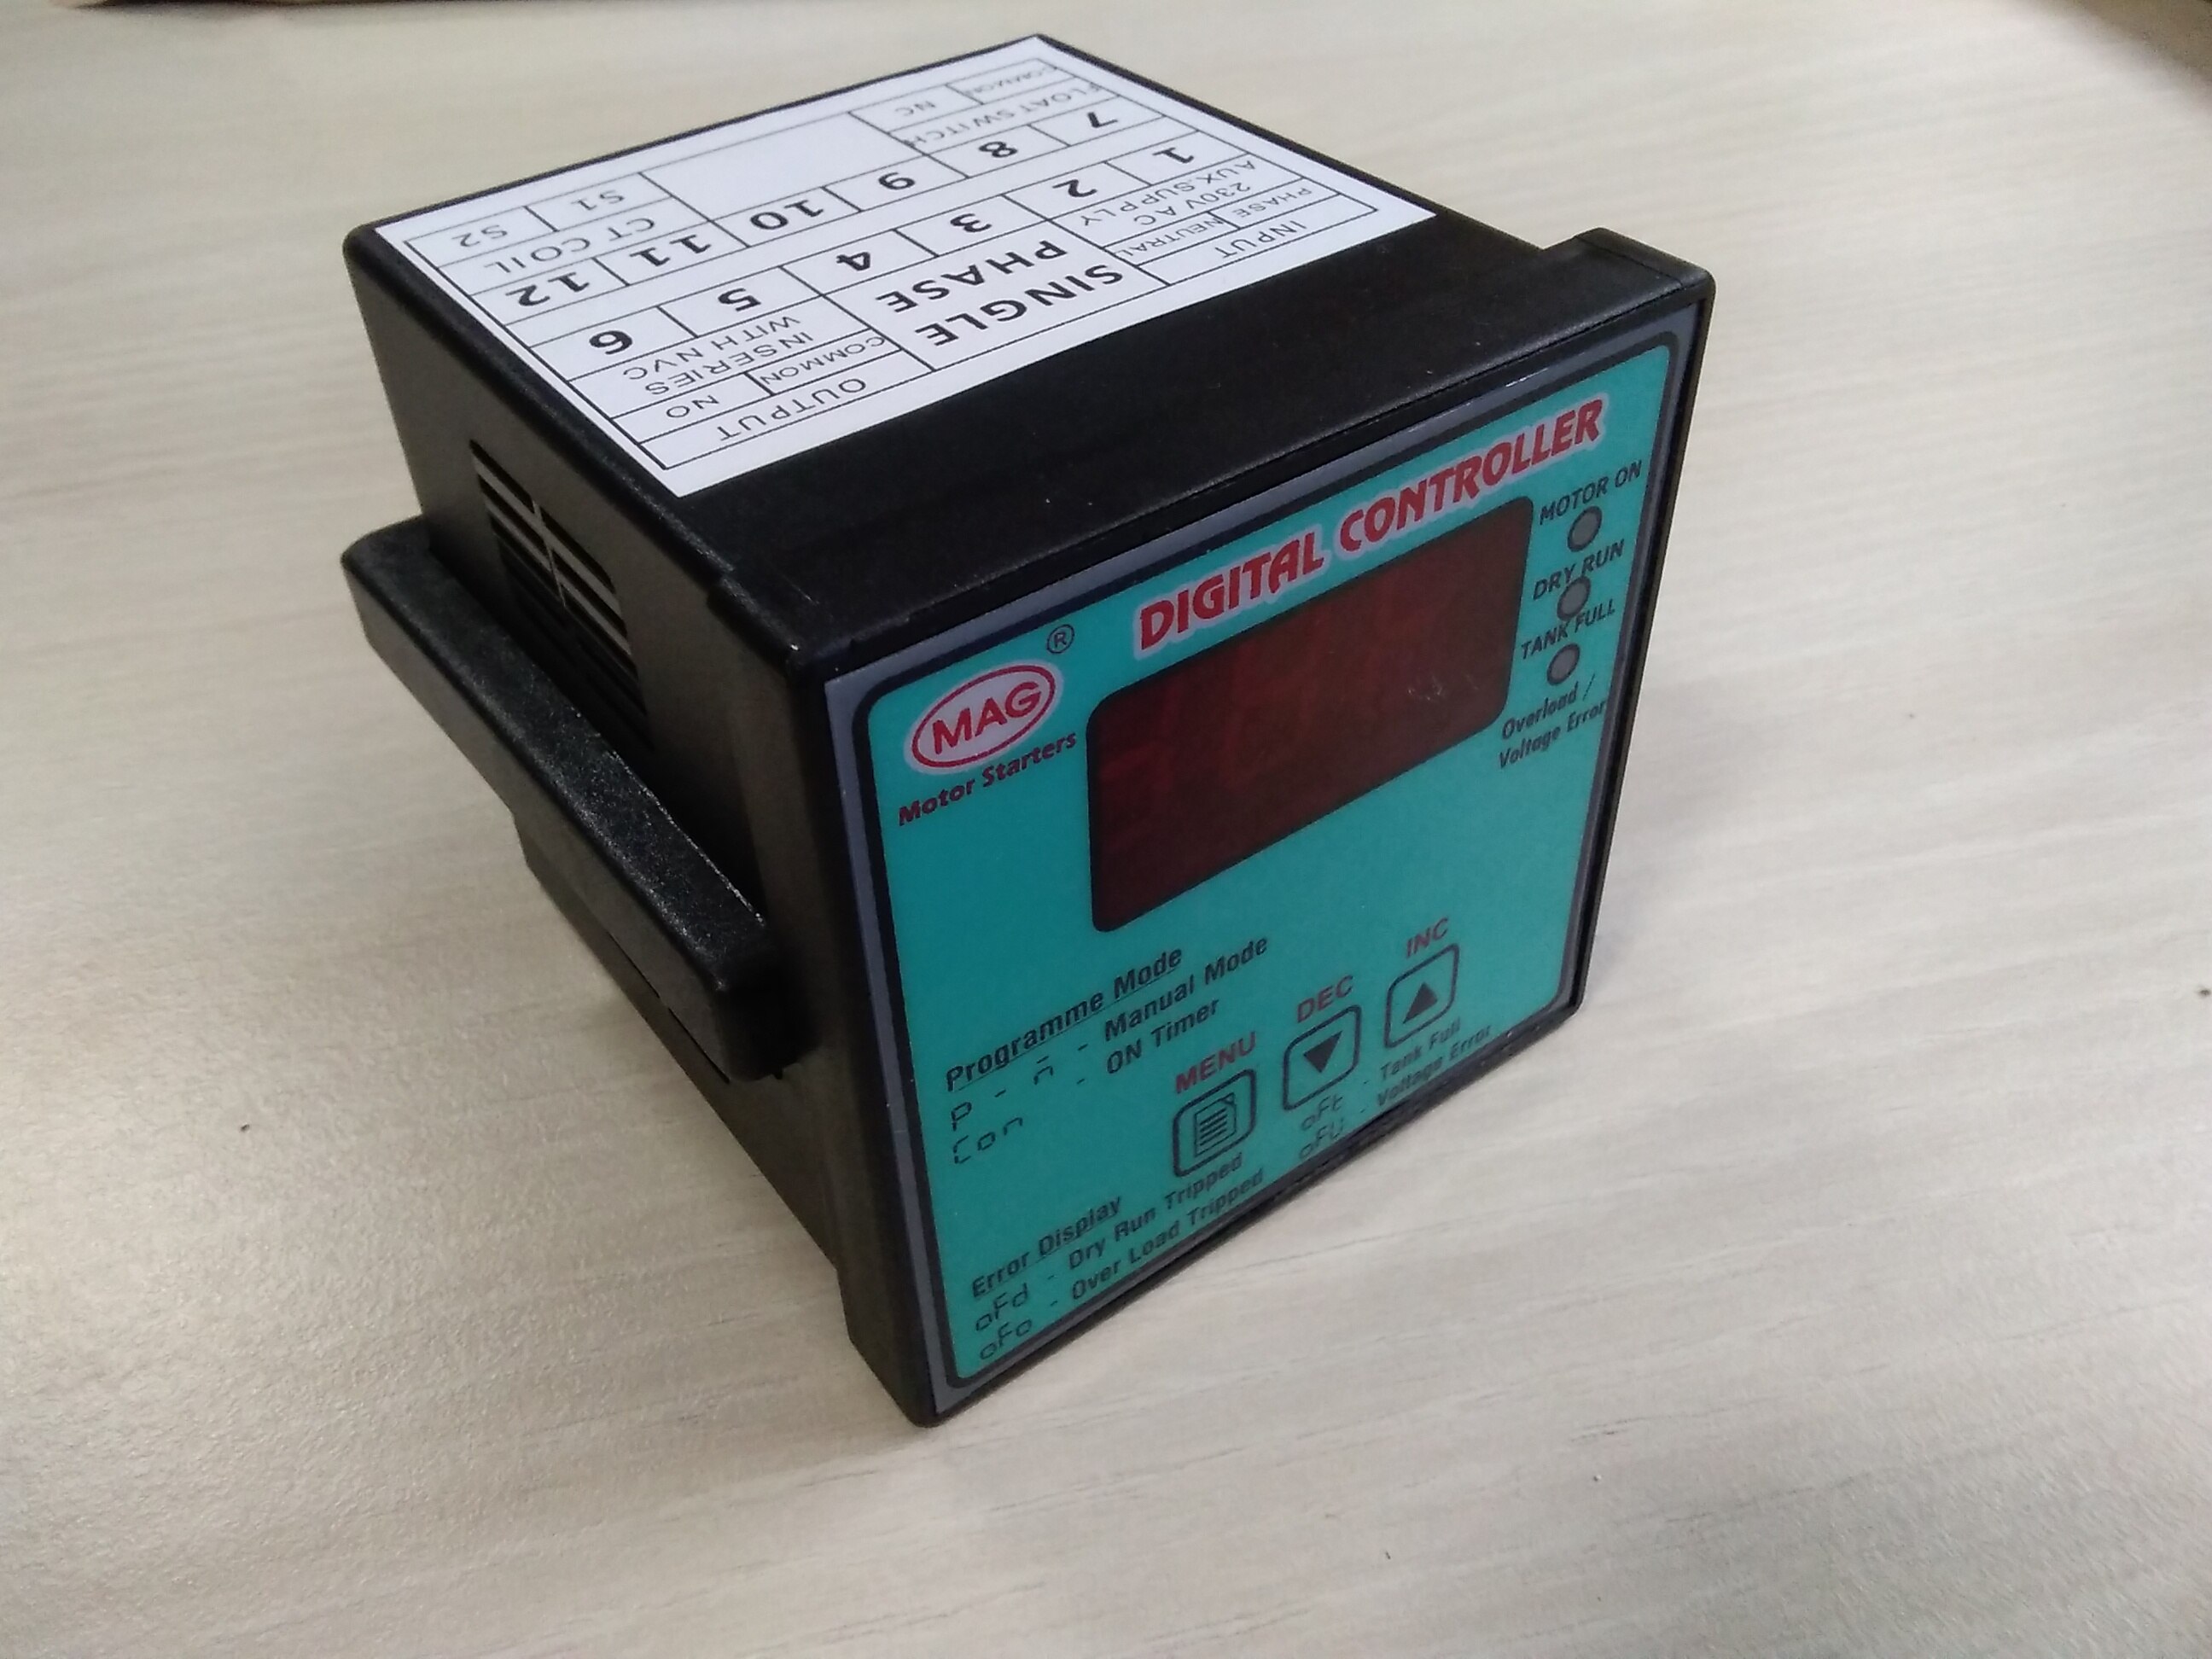 COMMON
NC
FLOAT SWITCH
S1
S2
CT COIL
7 8 9 10 11 12
1 2 3 4 5 6
AUX.SUPPLY
230V AC
PHASE NEUTRAL
INPUT
SINGLE
PHASE
INSERIES
WITH NVC
COMMON NO
OUTPUT
DIGITAL CONTROLLER
MAG ®
Motor Starters
MOTOR ON
DRY RUN
TANK FULL
Overload /
Voltage Error
Programme Mode
P - n - Manual Mode
Con - ON Timer
MENU
DEC
INC
Error Display
oFd - Dry Run Tripped
oFo - Over Load Tripped
oFt - Tank Full
oFU - Voltage Error